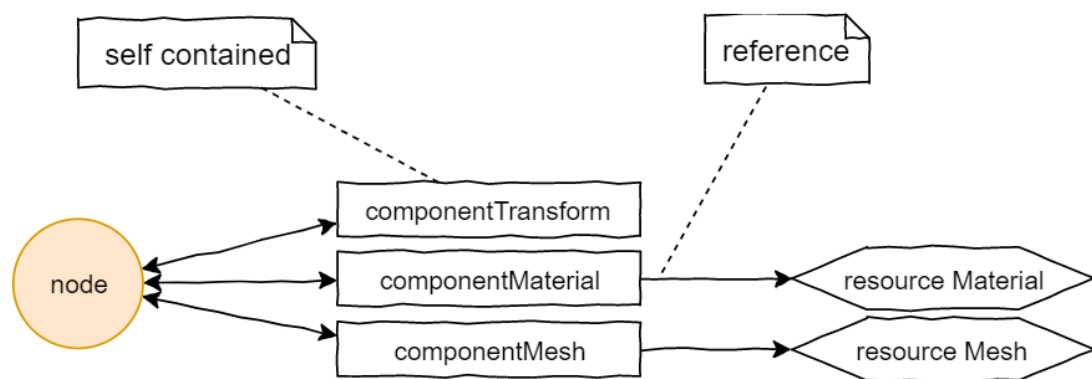 self contained
reference
componentTransform
node
componentMaterial
resource Material
componentMesh
resource Mesh